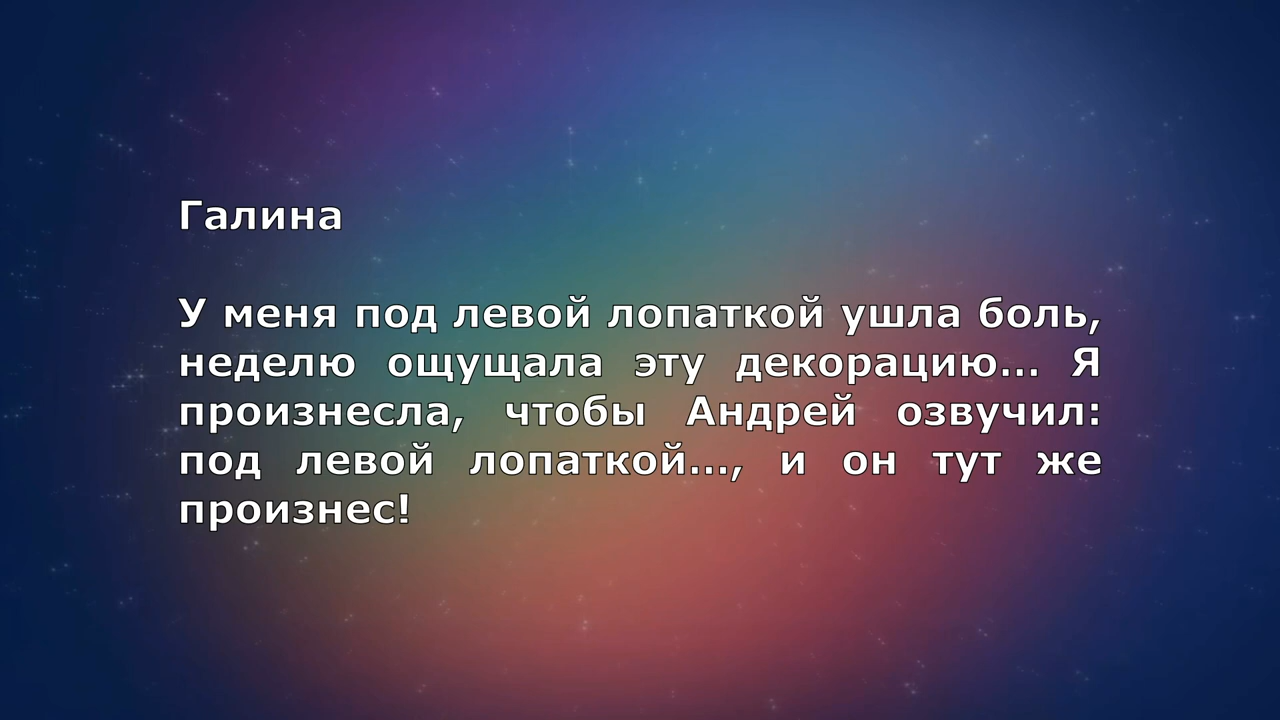 Галина
У меня под левой лопаткой ушла боль,
неделю ощущала эту декорацию... Я
произнесла, чтобы Андрей озвучил:
под левой лопаткой..., и он тут же
произнес!